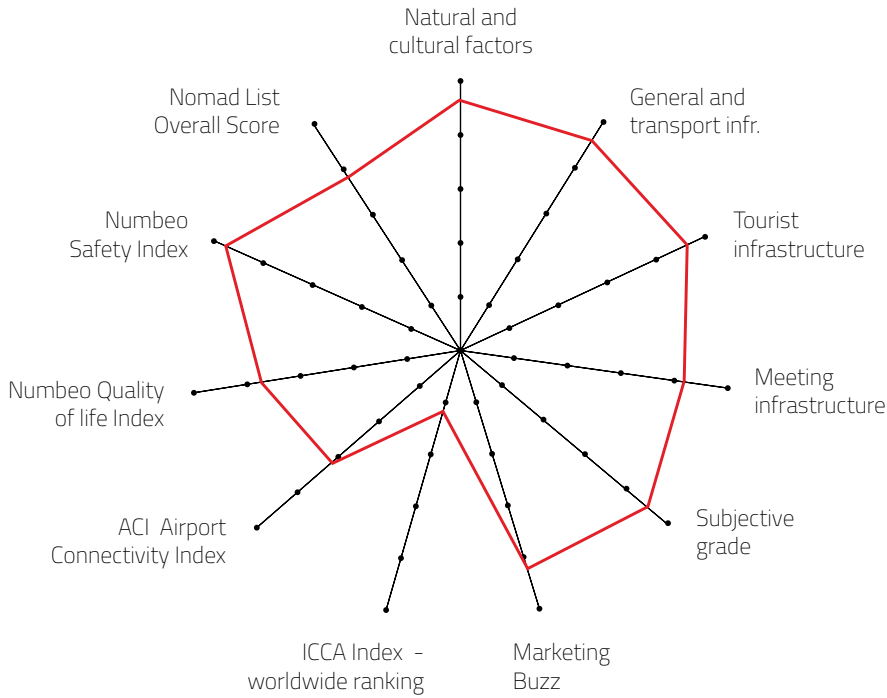 Natural and
cultural factors
General and
transport infr.
Tourist
infrastructure
Meeting
infrastructure
Subjective
grade
Marketing
Buzz
ICCA Index -
worldwide ranking
ACI Airport
Connectivity Index
Numbeo Quality
of life Index
Numbeo
Safety Index
Nomad List
Overall Score